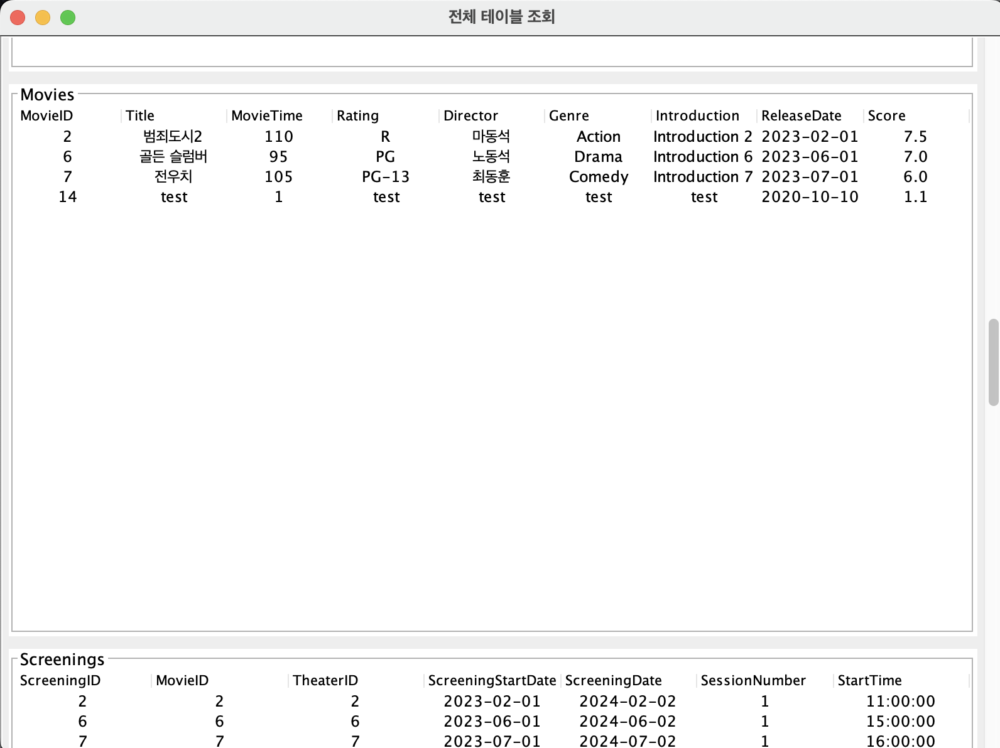 전체 테이블 조회
Movies
MovieID Title MovieTime Rating Director Genre Introduction ReleaseDate Score
2 범죄도시2 110 R 마동석 Action Introduction 2 2023-02-01 7.5
6 골든 슬럼버 95 PG 노동석 Drama Introduction 6 2023-06-01 7.0
7 전우치 105 PG-13 최동훈 Comedy Introduction 7 2023-07-01 6.0
14 test 1 test test test test 2020-10-10 1.1
Screenings
ScreeningID MovieID TheaterID ScreeningStartDate ScreeningDate SessionNumber StartTime
2 2 2 2023-02-01 2024-02-02 1 11:00:00
6 6 6 2023-06-01 2024-06-02 1 15:00:00
7 7 7 2023-07-01 2024-07-02 1 16:00:00